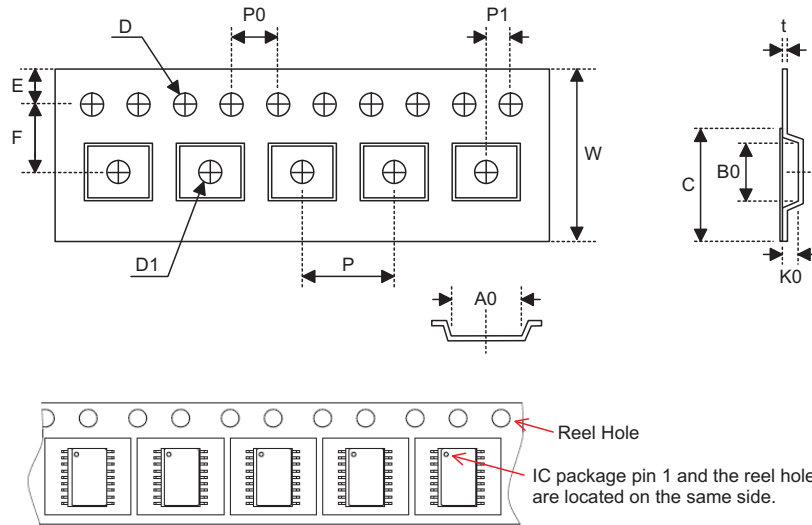 D
P0
P1
t
E
F
W
C
B0
D1
P
K0
A0
Reel Hole
IC package pin 1 and the reel hole
are located on the same side.